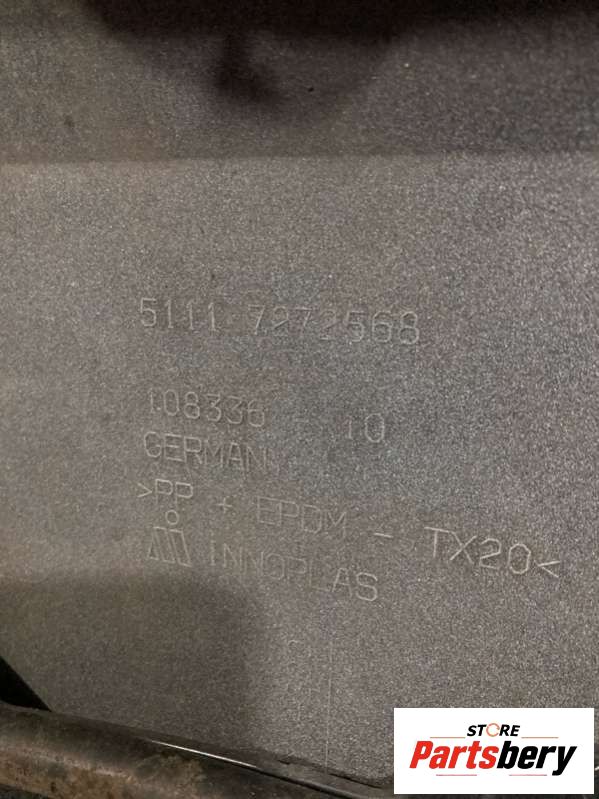 5111 7272568
108336 - 10
GERMANY
>PP + EPDM - TX20<
iNNOPLAS
STORE
Partsbery